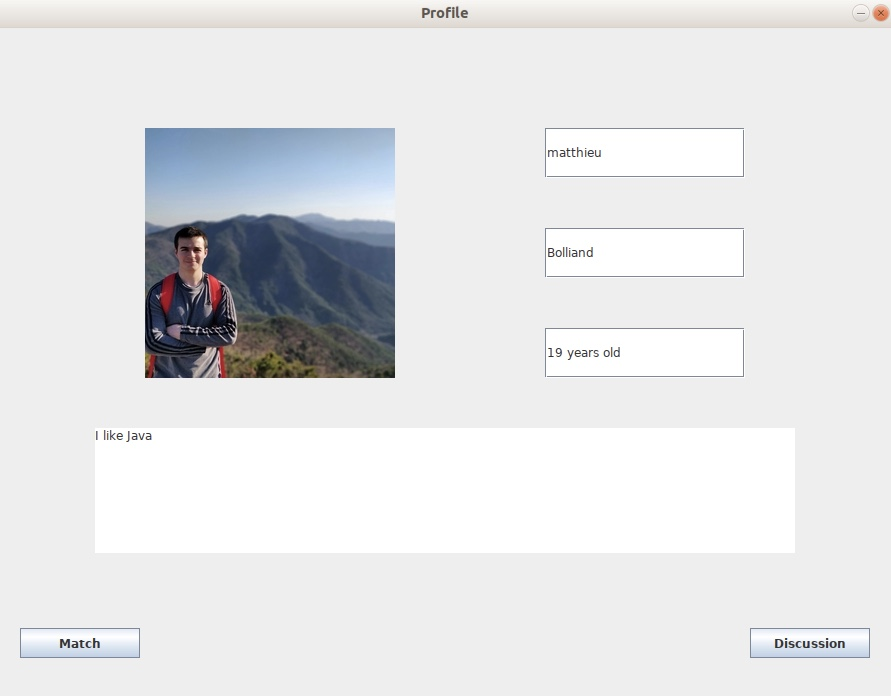 Profile
matthieu
Bolliand
19 years old
I like Java
Match
Discussion